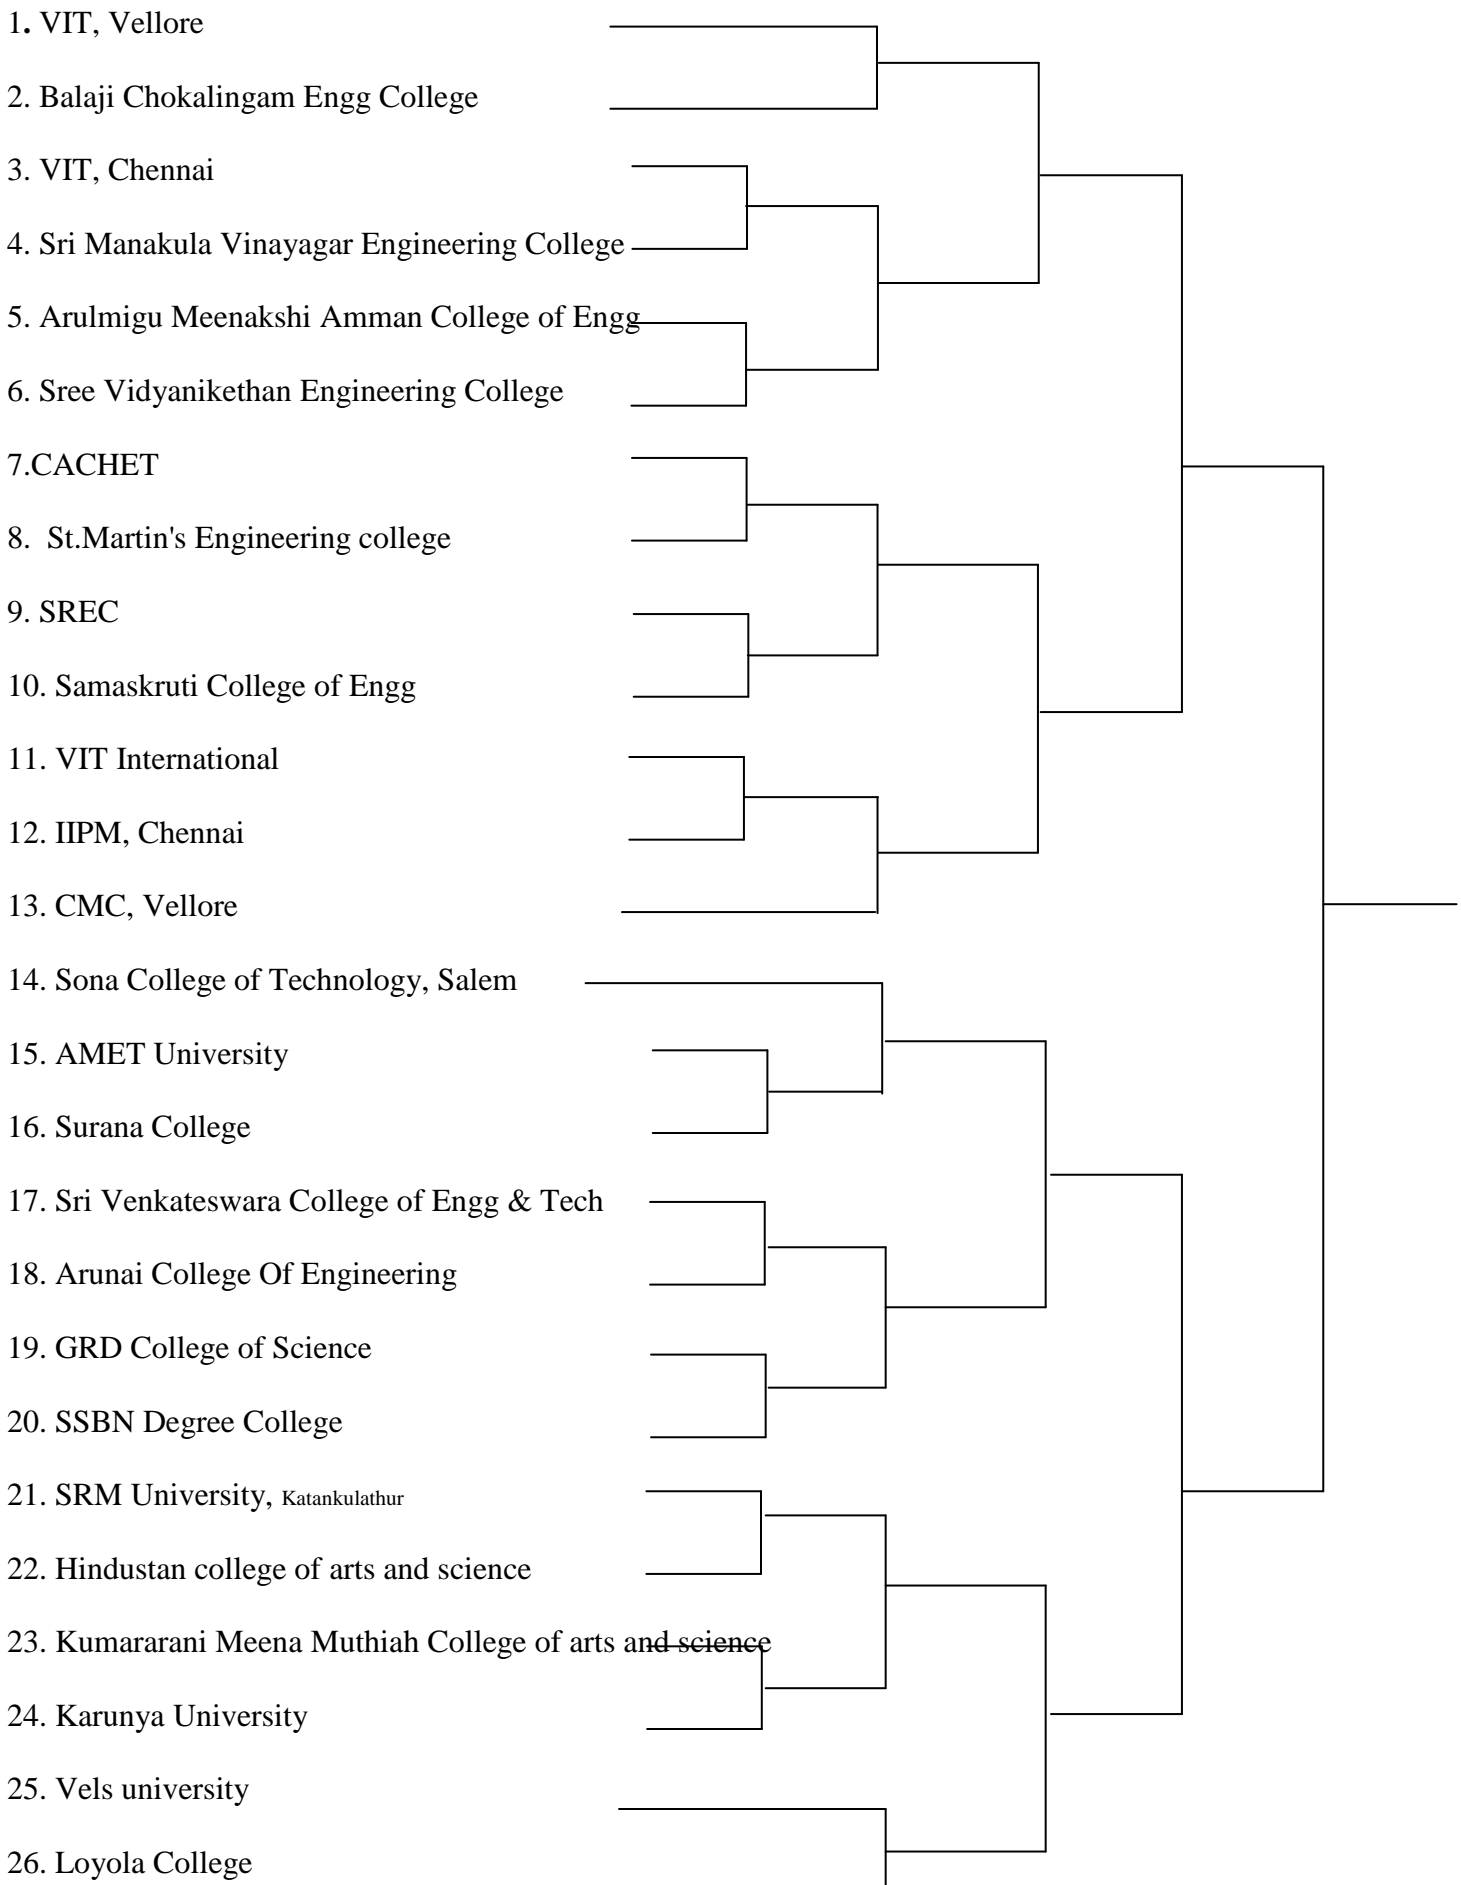 1. VIT, Vellore
2. Balaji Chokalingam Engg College
3. VIT, Chennai
4. Sri Manakula Vinayagar Engineering College
5. Arulmigu Meenakshi Amman College of Engg
6. Sree Vidyanikethan Engineering College
7.CACHET
8.  St.Martin's Engineering college
9. SREC
10. Samaskruti College of Engg
11. VIT International
12. IIPM, Chennai
13. CMC, Vellore
14. Sona College of Technology, Salem
15. AMET University
16. Surana College
17. Sri Venkateswara College of Engg & Tech
18. Arunai College Of Engineering
19. GRD College of Science
20. SSBN Degree College
21. SRM University, Katankulathur
22. Hindustan college of arts and science
23. Kumararani Meena Muthiah College of arts and science
24. Karunya University
25. Vels university
26. Loyola College